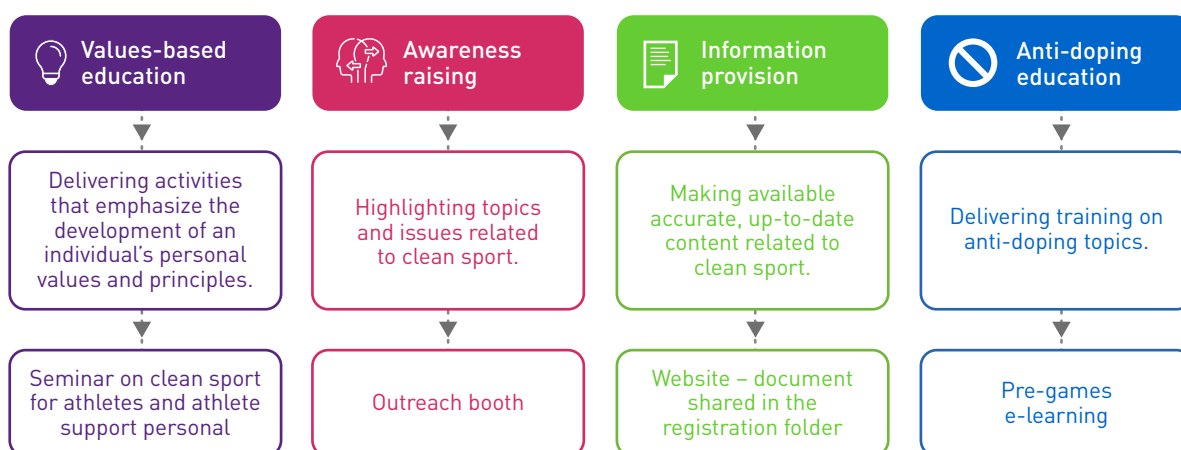 Values-based
education
Awareness
raising
Information
provision
Anti-doping
education
Delivering activities
that emphasize the
development of an
individual’s personal
values and principles.
Highlighting topics
and issues related
to clean sport.
Making available
accurate, up-to-date
content related to
clean sport.
Delivering training on
anti-doping topics.
Seminar on clean sport
for athletes and athlete
support personal
Outreach booth
Website – document
shared in the
registration folder
Pre-games
e-learning